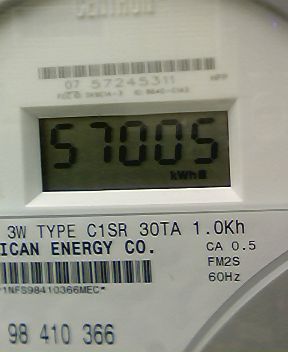 Centron
07 57245311
57005
kWh
3W TYPE C1SR 30TA 1.0Kh
ICAN ENERGY CO.
CA 0.5
FM2S
60Hz
1NFS98410366MEC*
98 410 366